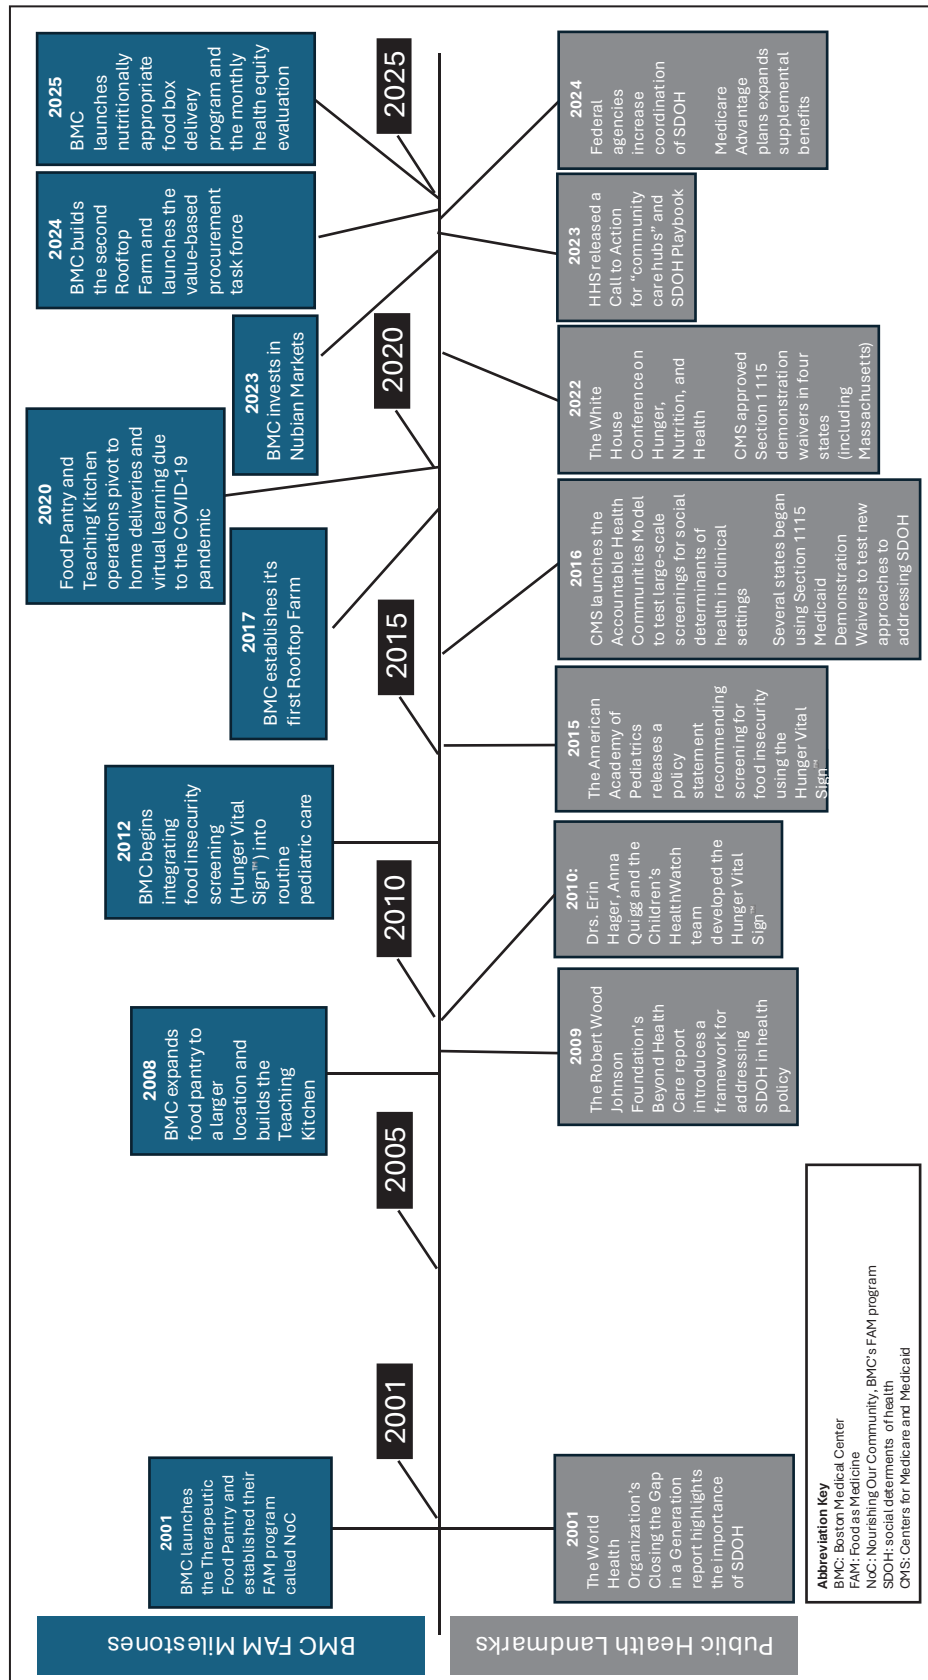 BMC FAM Milestones
2001
BMC launches
the Therapeutic
Food Pantry and
established their
FAM program
called NoC
2008
BMC expands
food pantry to
a larger
location and
builds the
Teaching
Kitchen
2012
BMC begins
integrating
food insecurity
screening
(Hunger Vital
Sign™) into
routine
pediatric care
2017
BMC establishes it's
first Rooftop Farm
2020
Food Pantry and
Teaching Kitchen
operations pivot to
home deliveries and
virtual learning due
to the COVID-19
pandemic
2023
BMC invests in
Nubian Markets
2024
BMC builds
the second
Rooftop
Farm and
launches the
value-based
procurement
task force
2025
BMC
launches
nutritionally
appropriate
food box
delivery
program and
the monthly
health equity
evaluation
2001
2005
2010
2015
2020
2025
Public Health Landmarks
2001
The World
Health
Organization's
Closing the Gap
in a Generation
report highlights
the importance
of SDOH
2009
The Robert Wood
Johnson
Foundation's
Beyond Health
Care report
introduces a
framework for
addressing
SDOH in health
policy
2010:
Drs. Erin
Hager, Anna
Quigg and the
Children's
HealthWatch
team
developed the
Hunger Vital
Sign™
2015
The American
Academy of
Pediatrics
releases a
policy
statement
recommending
screening for
food insecurity
using the
Hunger Vital
Sign™
2016
CMS launches the
Accountable Health
Communities Model
to test large-scale
screenings for social
determinants of
health in clinical
settings
Several states began
using Section 1115
Medicaid
Demonstration
Waivers to test new
approaches to
addressing SDOH
2022
The White
House
Conference on
Hunger,
Nutrition, and
Health
CMS approved
Section 1115
demonstration
waivers in four
states
(including
Massachusetts)
2023
HHS released a
Call to Action
for “community
care hubs” and
SDOH Playbook
2024
Federal
agencies
increase
coordination
of SDOH
Medicare
Advantage
plans expands
supplemental
benefits
Abbreviation Key
BMC: Boston Medical Center
FAM: Food as Medicine
NoC: Nourishing Our Community, BMC's FAM program
SDOH: social determents of health
CMS: Centers for Medicare and Medicaid